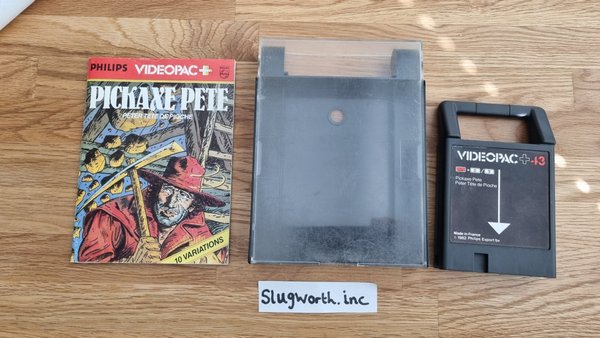 PHILIPS VIDEOPAC+
PICKAXE PETE
PETER TÊTE DE PIOCHE
10 VARIATIONS
VIDEOPAC+43
Pickaxe Pete
Peter Tête de Pioche
Made in France
© 1982 Philips Export bv
Slugworth.inc